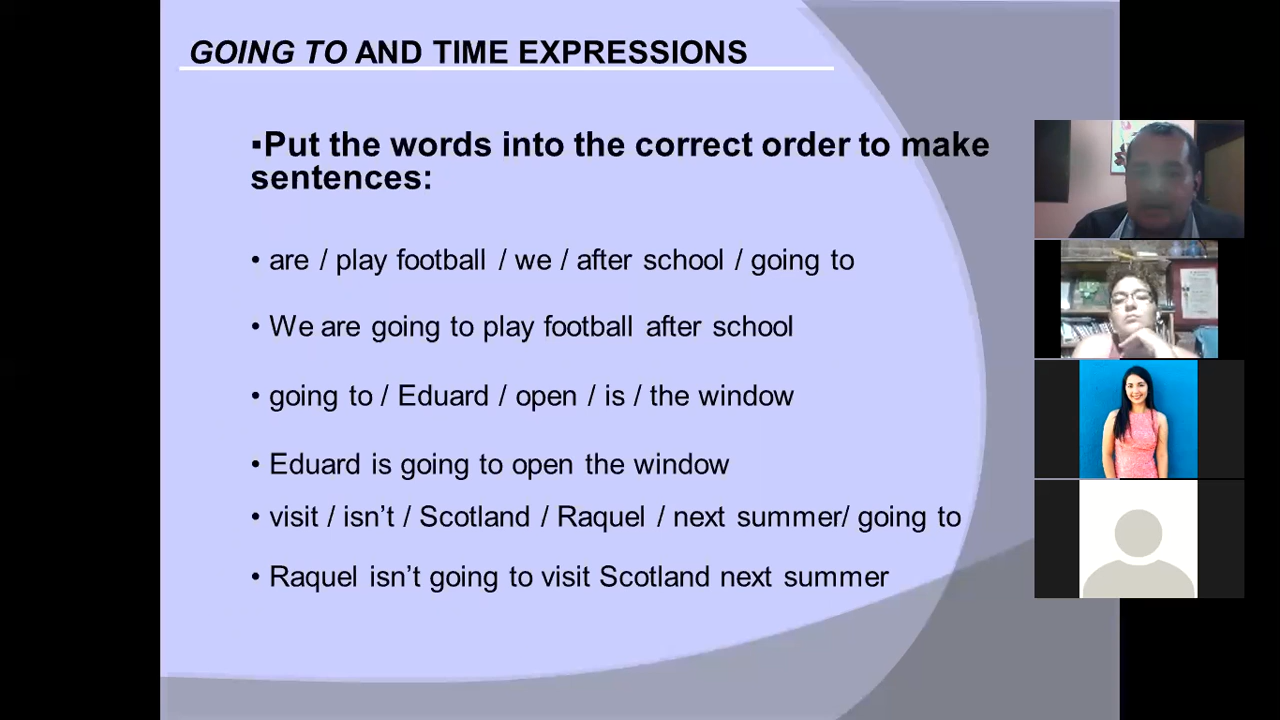 GOING TO AND TIME EXPRESSIONS
▪Put the words into the correct order to make
sentences:
• are / play football / we / after school / going to
• We are going to play football after school
• going to / Eduard / open / is / the window
• Eduard is going to open the window
• visit / isn’t / Scotland / Raquel / next summer/ going to
• Raquel isn’t going to visit Scotland next summer